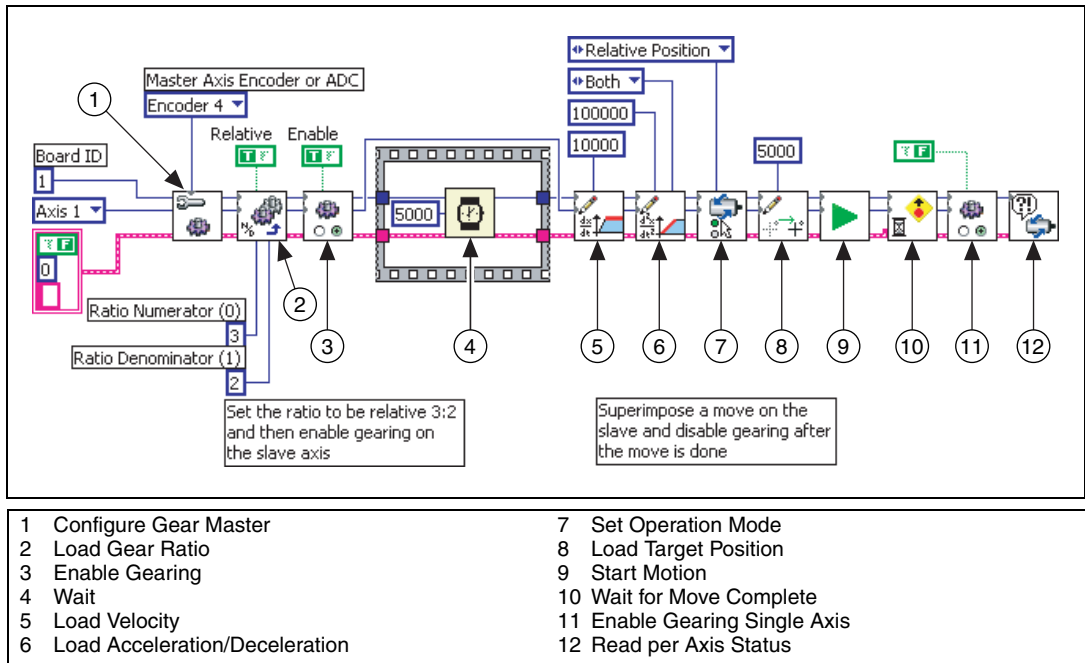 Relative Position
Both
100000
10000
Master Axis Encoder or ADC
Encoder 4
1
Relative Enable
T T
Board ID
1
Axis 1
F
0
5000
5000
F
N/D
dx/dt
d²x/dt²
?!
Ratio Numerator (0)
3
Ratio Denominator (1)
2
2 3 4 5 6 7 8 9 10 11 12
Set the ratio to be relative 3:2
and then enable gearing on
the slave axis
Superimpose a move on the
slave and disable gearing after
the move is done
1 Configure Gear Master
2 Load Gear Ratio
3 Enable Gearing
4 Wait
5 Load Velocity
6 Load Acceleration/Deceleration
7 Set Operation Mode
8 Load Target Position
9 Start Motion
10 Wait for Move Complete
11 Enable Gearing Single Axis
12 Read per Axis Status